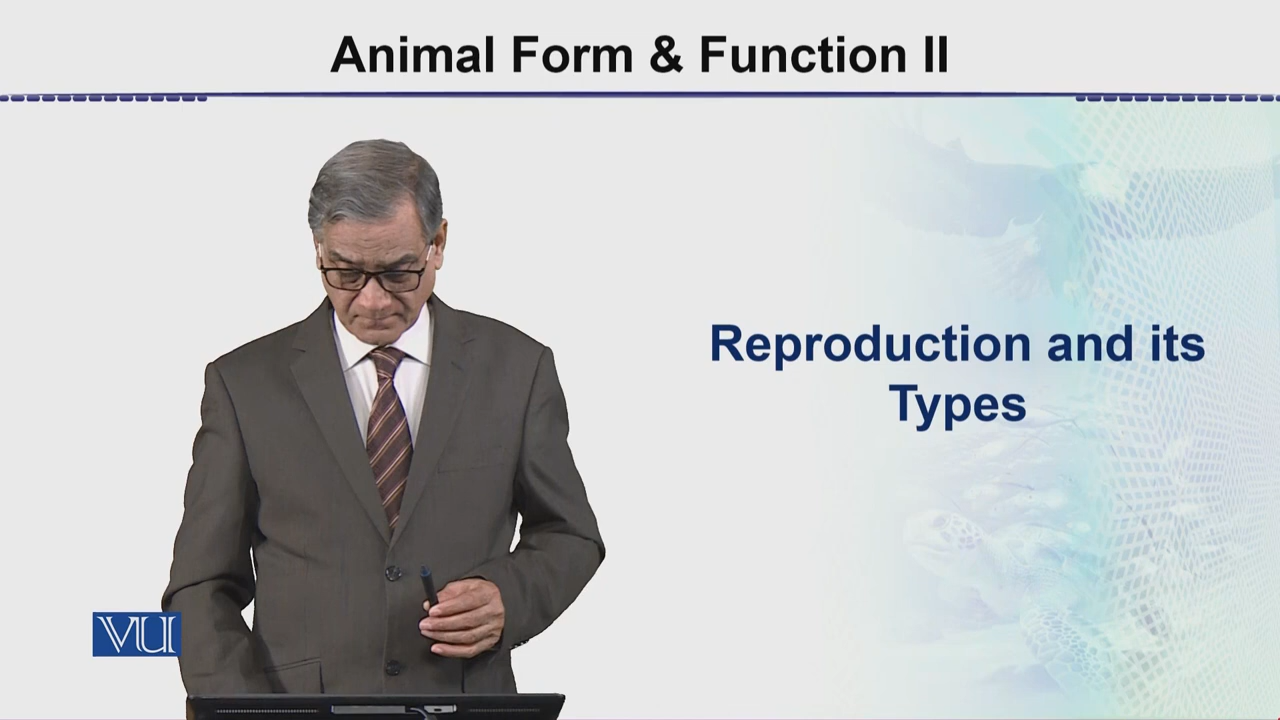 Animal Form & Function II
Reproduction and its
Types
VU